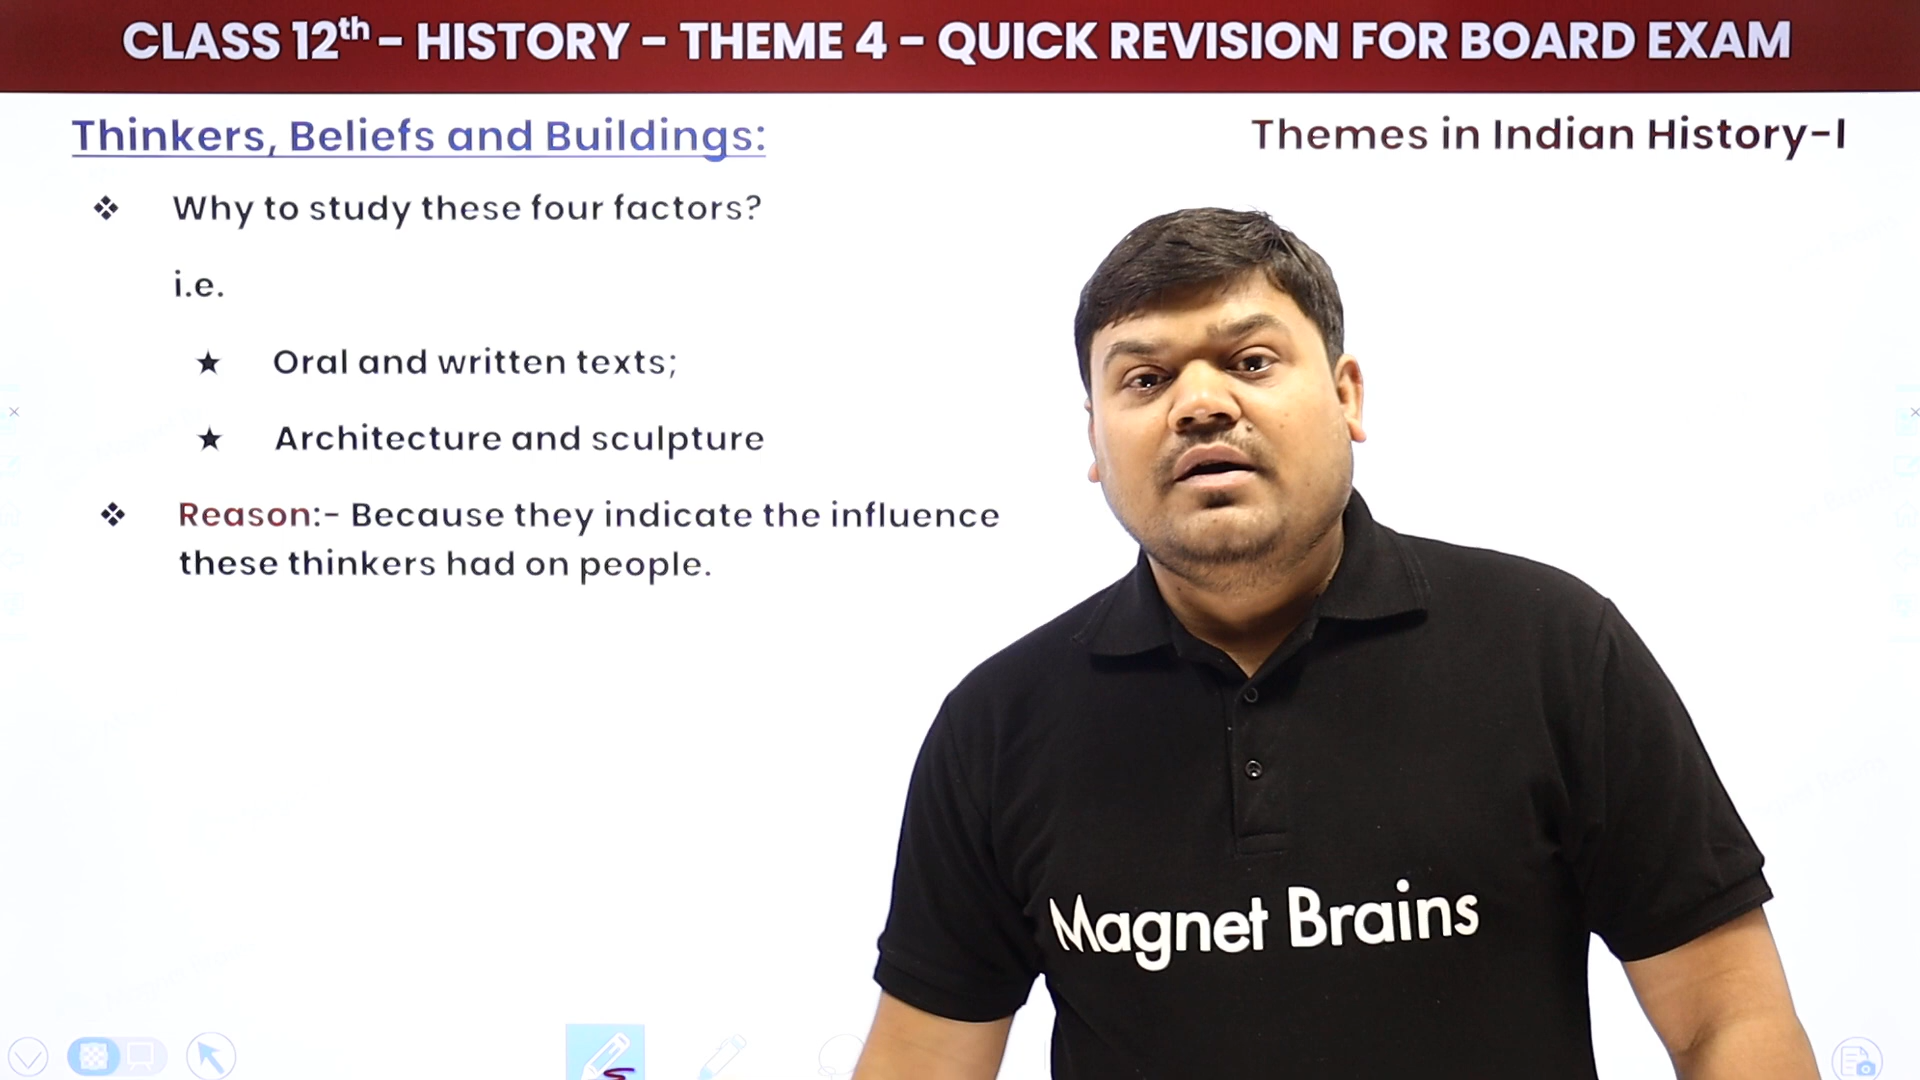 CLASS 12th - HISTORY - THEME 4 - QUICK REVISION FOR BOARD EXAM
Thinkers, Beliefs and Buildings:
Themes in Indian History-I
❖ Why to study these four factors?
i.e.
★ Oral and written texts;
★ Architecture and sculpture
❖ Reason:- Because they indicate the influence
these thinkers had on people.
Magnet Brains